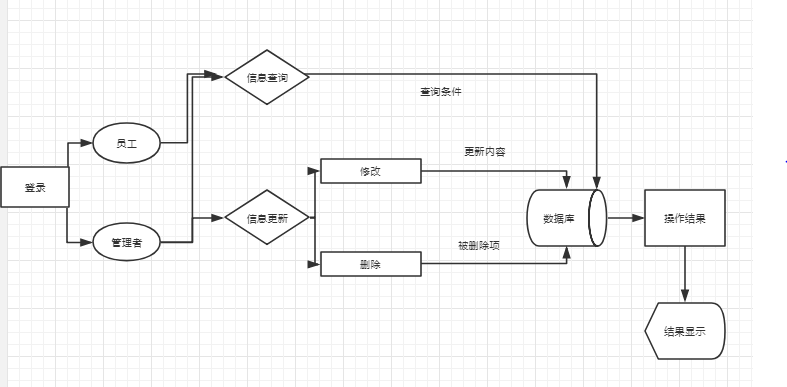 信息查询
查询条件
员工
更新内容
修改
登录
信息更新
数据库
操作结果
管理者
被删除项
删除
结果显示